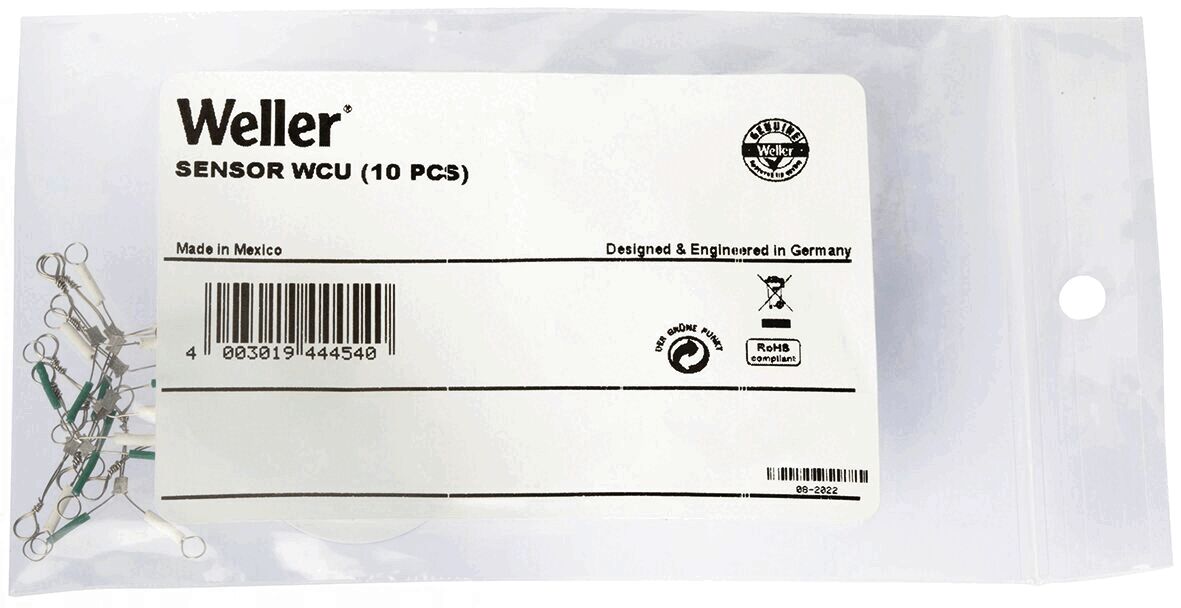 Weller®
SENSOR WCU (10 PCS)
GENUINE
Weller
Made in Mexico
Designed & Engineered in Germany
4 003019 444540
DER GRÜNE PUNKT
RoHS
compliant
08-2022